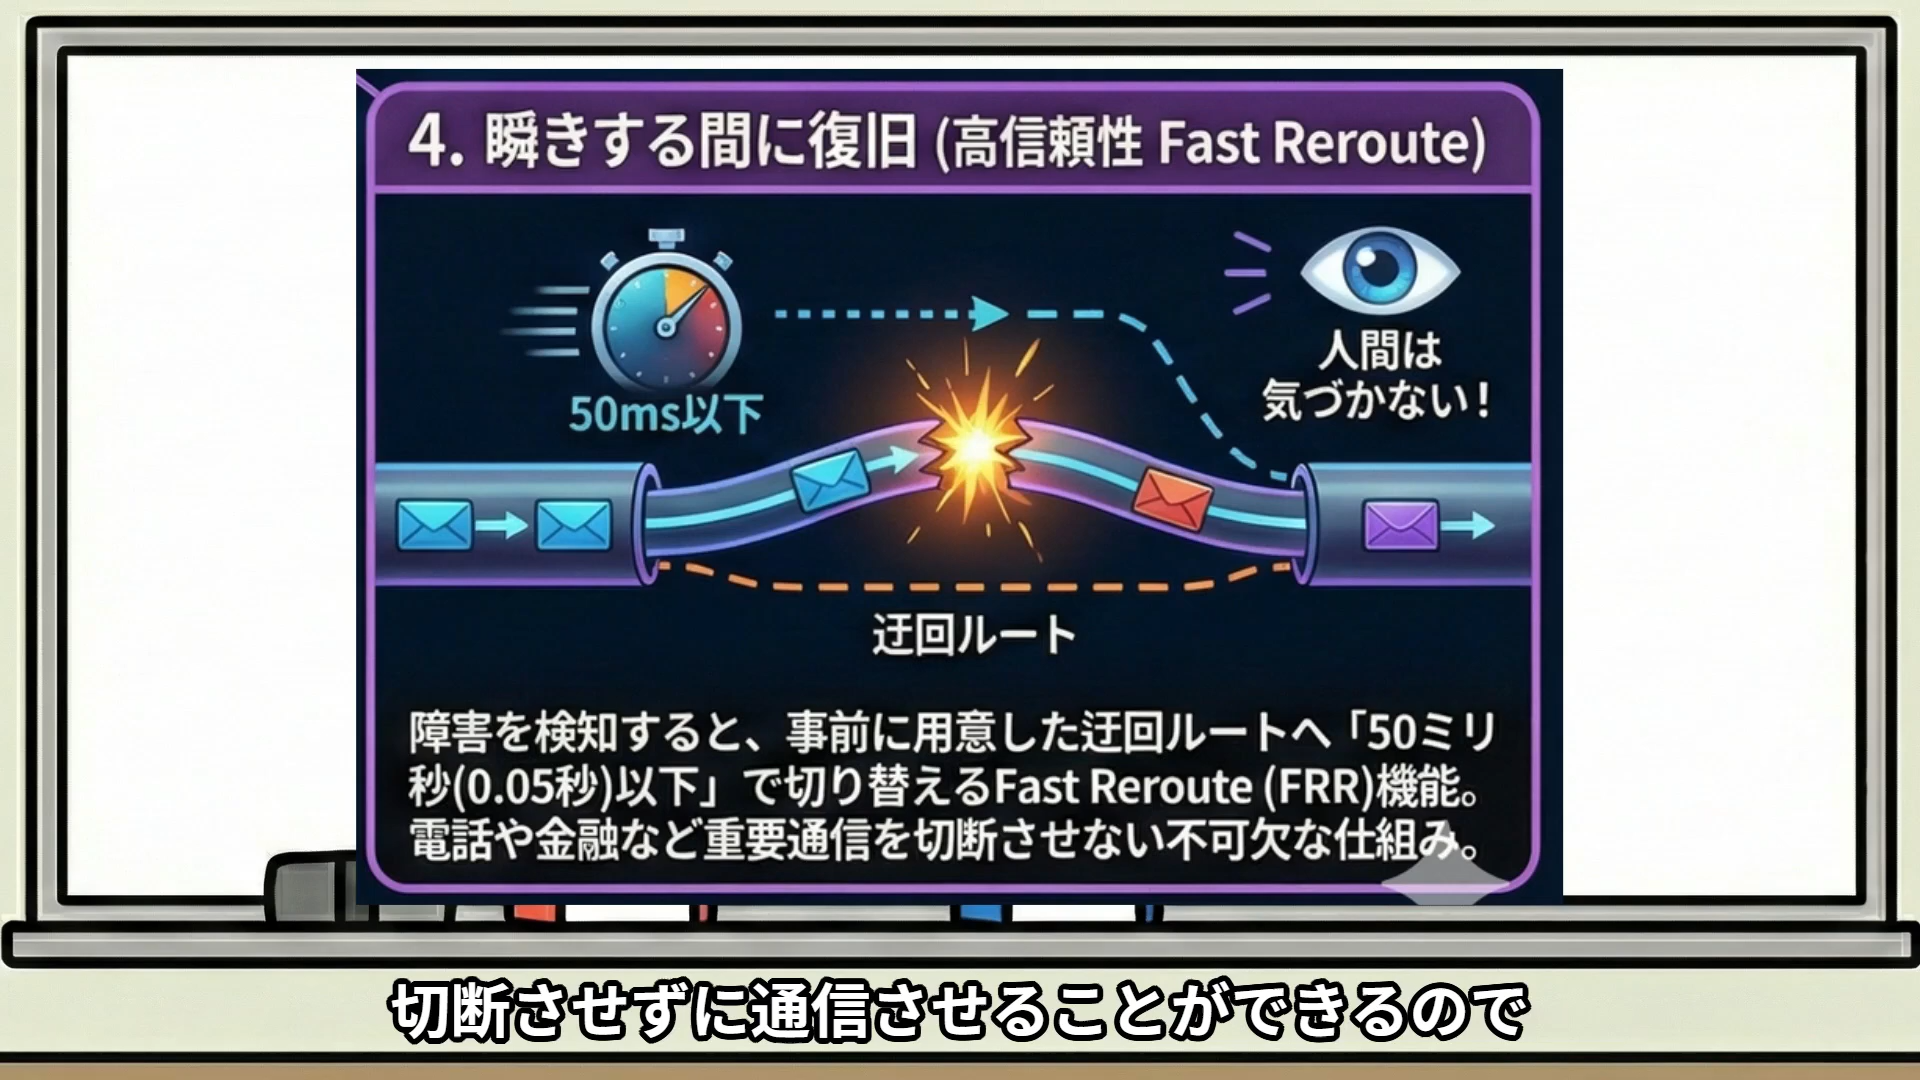 4. 瞬きする間に復旧 (高信頼性 Fast Reroute)
50ms以下
人間は
気づかない！
迂回ルート
障害を検知すると、事前に用意した迂回ルートへ「50ミリ
秒(0.05秒)以下」で切り替えるFast Reroute (FRR)機能。
電話や金融など重要通信を切断させない不可欠な仕組み。
切断させずに通信させることができるので